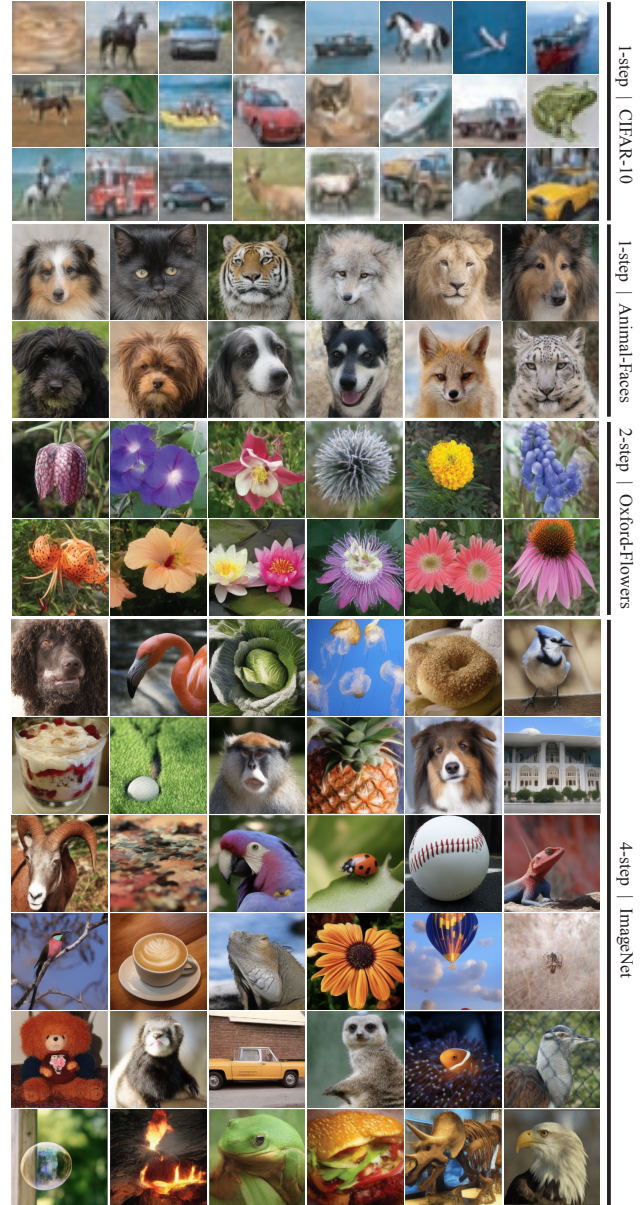 1-step | CIFAR-10
1-step | Animal-Faces
2-step | Oxford-Flowers
4-step | ImageNet